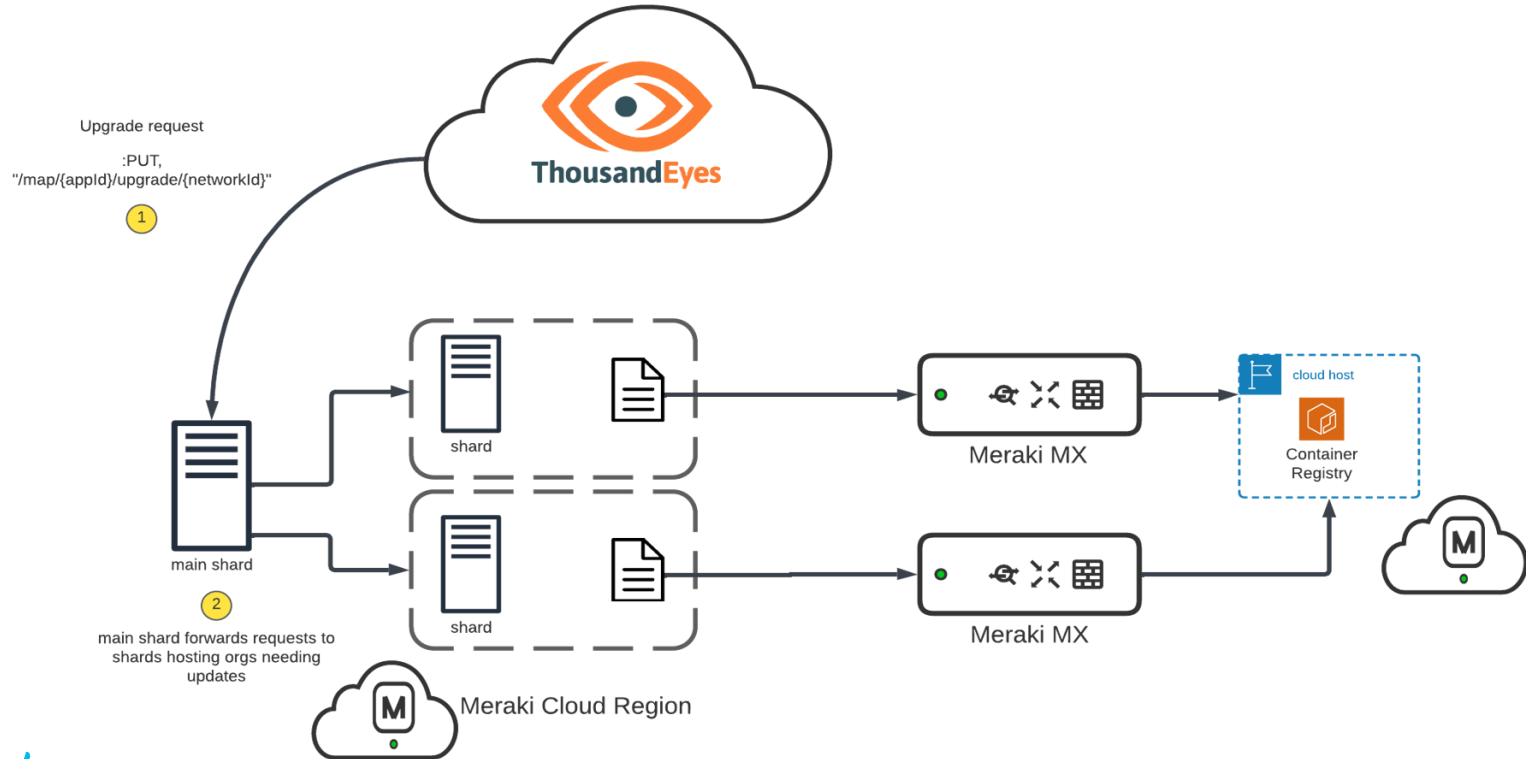 ThousandEyes
Upgrade request
:PUT,
"/map/{appId}/upgrade/{networkId}"
1
shard
Meraki MX
cloud host
Container
Registry
main shard
2
main shard forwards requests to
shards hosting orgs needing
updates
shard
Meraki MX
M
M
Meraki Cloud Region